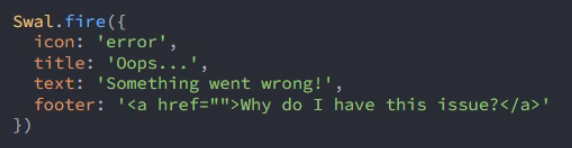 Swal.fire({
  icon: 'error',
  title: 'Oops...',
  text: 'Something went wrong!',
  footer: '<a href="">Why do I have this issue?</a>'
})